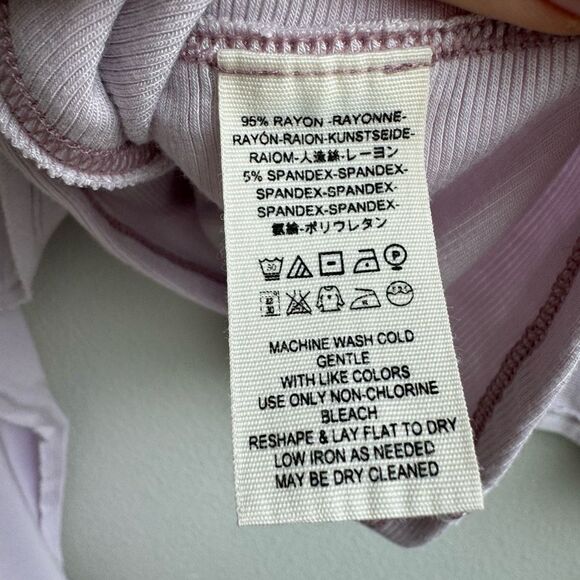 95% RAYON -RAYONNE-
RAYÓN-RAION-KUNSTSEIDE-
RAIOM-人造絲-レーヨン
5% SPANDEX-SPANDEX-
SPANDEX-SPANDEX-
SPANDEX-SPANDEX-
氨綸-ポリウレタン
30 P
MACHINE WASH COLD
GENTLE
WITH LIKE COLORS
USE ONLY NON-CHLORINE
BLEACH
RESHAPE & LAY FLAT TO DRY
LOW IRON AS NEEDED
MAY BE DRY CLEANED